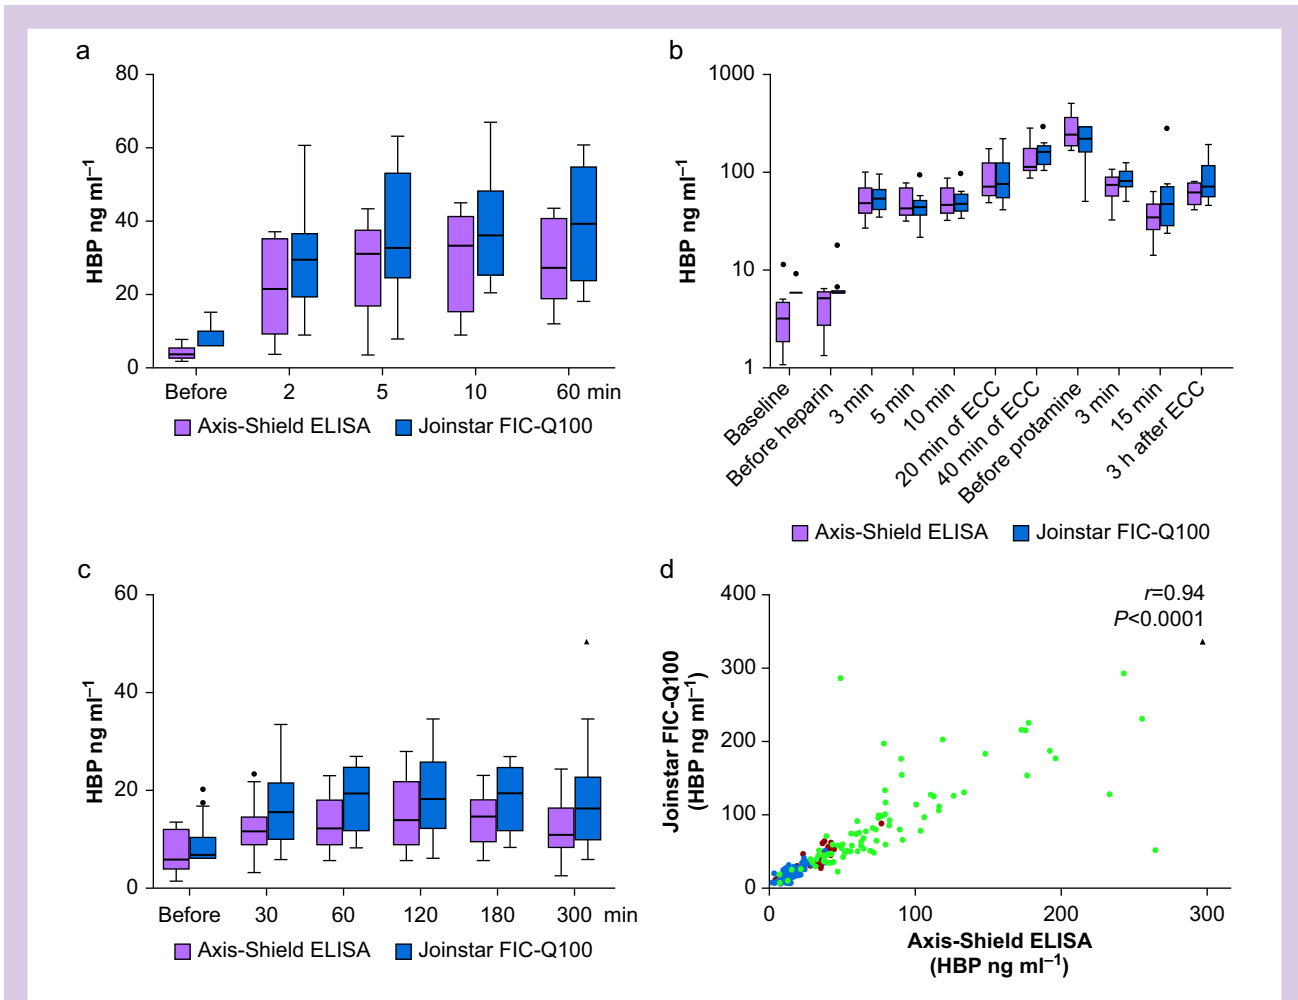 a
80
60
40
20
0
HBP ng ml⁻¹
Before 2 5 10 60 min
Axis-Shield ELISA Joinstar FIC-Q100
b
1000
100
10
1
HBP ng ml⁻¹
Baseline
Before heparin
3 min
5 min
10 min
20 min of ECC
40 min of ECC
Before protamine
3 min
15 min
3 h after ECC
Axis-Shield ELISA Joinstar FIC-Q100
c
60
40
20
0
HBP ng ml⁻¹
Before 30 60 120 180 300 min
Axis-Shield ELISA Joinstar FIC-Q100
d
400
300
200
100
0
r=0.94
P<0.0001
Joinstar FIC-Q100
(HBP ng ml⁻¹)
0 100 200 300
Axis-Shield ELISA
(HBP ng ml⁻¹)